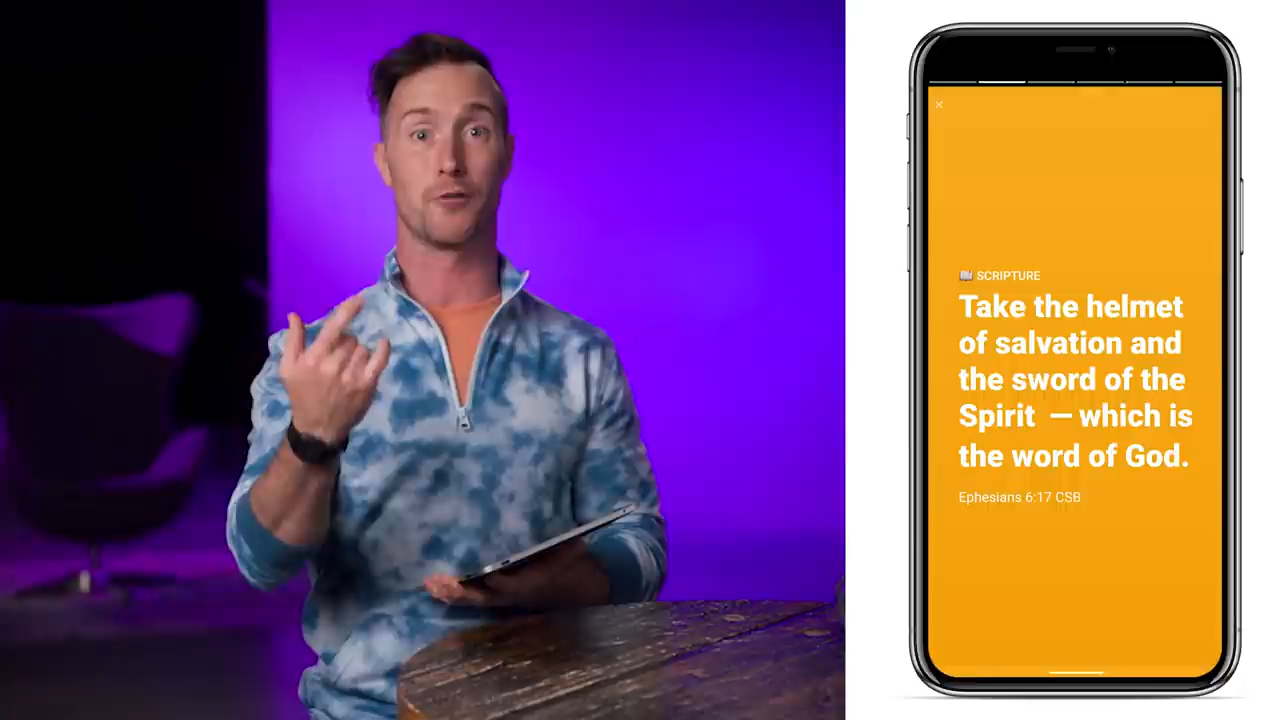 SCRIPTURE
Take the helmet
of salvation and
the sword of the
Spirit — which is
the word of God.
Ephesians 6:17 CSB